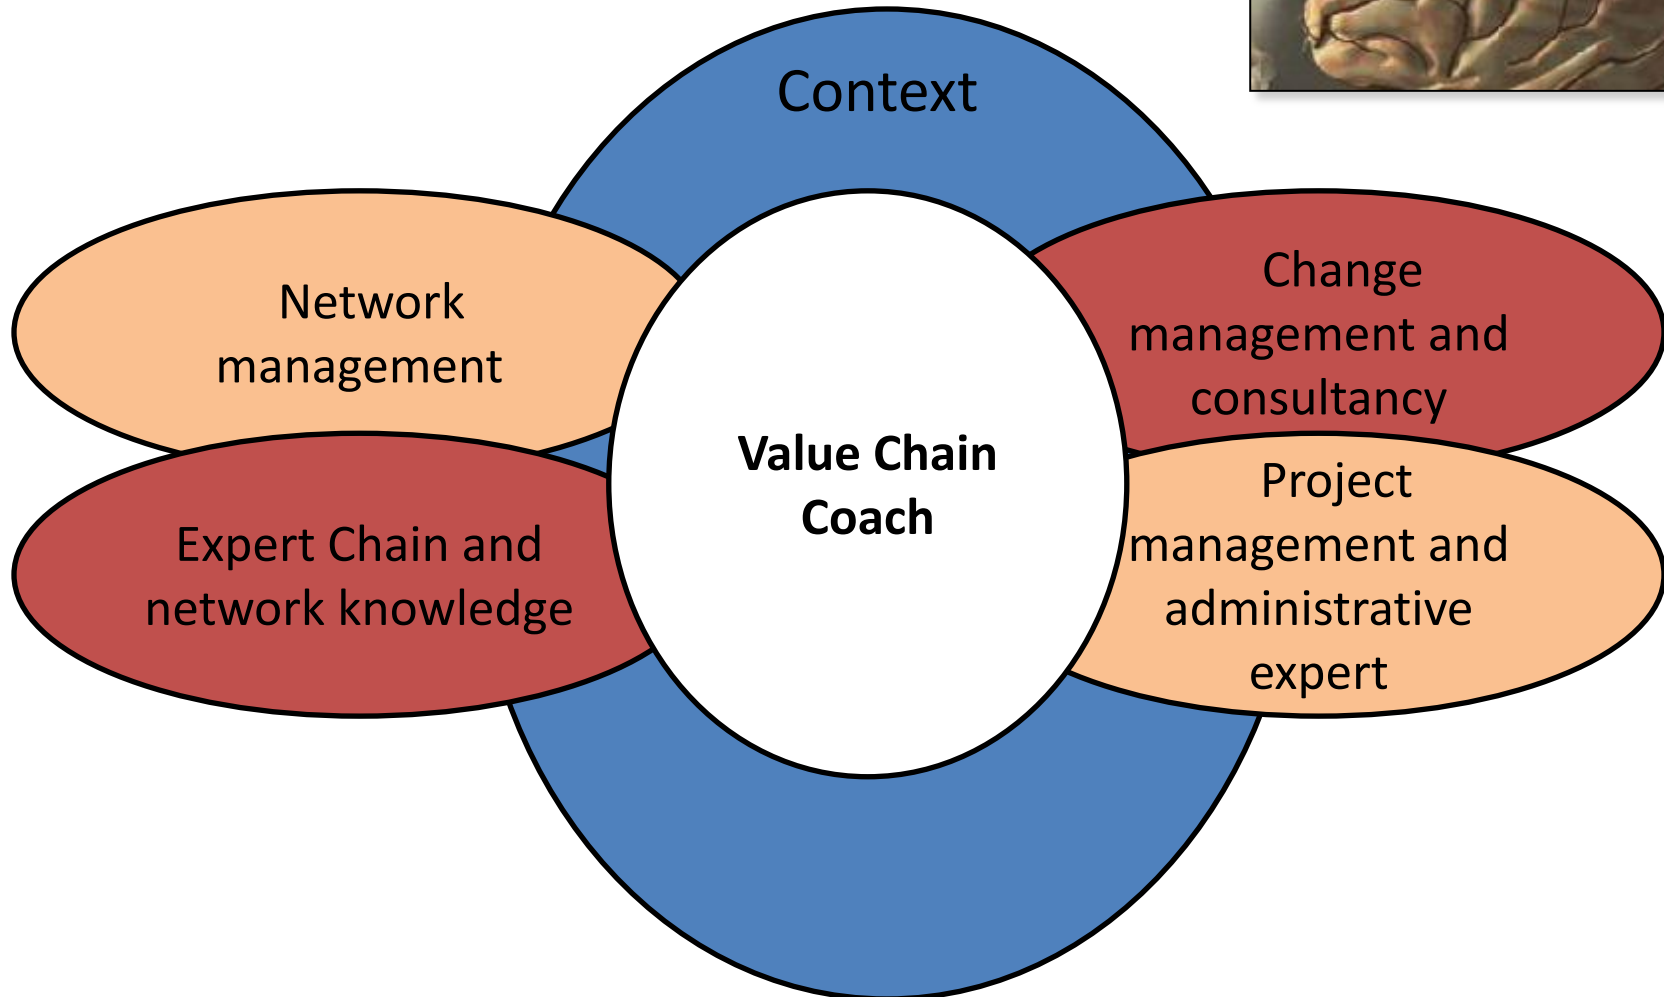 Context
Network
management
Change
management and
consultancy
Value Chain
Coach
Expert Chain and
network knowledge
Project
management and
administrative
expert